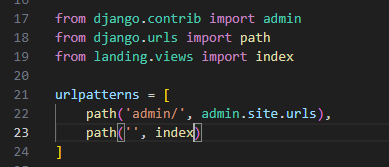 17 from django.contrib import admin
18 from django.urls import path
19 from landing.views import index
20
21 urlpatterns = [
22     path('admin/', admin.site.urls),
23     path('', index)
24 ]